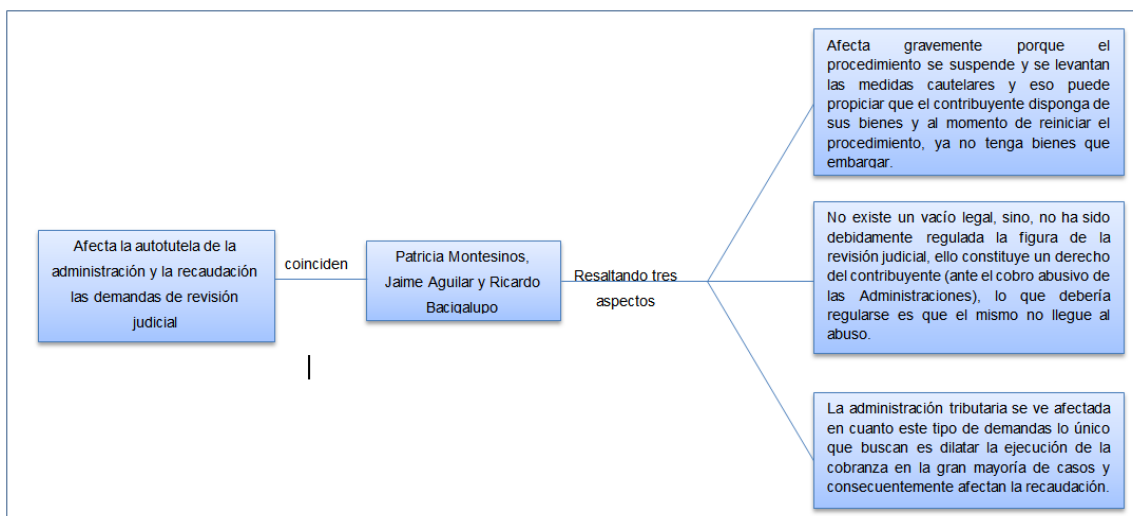 Afecta la autotutela de la
administración y la recaudación
las demandas de revisión
judicial
coinciden
Patricia Montesinos,
Jaime Aguilar y Ricardo
Bacigalupo
Resaltando tres
aspectos
Afecta gravemente porque el
procedimiento se suspende y se levantan
las medidas cautelares y eso puede
propiciar que el contribuyente disponga de
sus bienes y al momento de reiniciar el
procedimiento, ya no tenga bienes que
embargar.
No existe un vacío legal, sino, no ha sido
debidamente regulada la figura de la
revisión judicial, ello constituye un derecho
del contribuyente (ante el cobro abusivo de
las Administraciones), lo que debería
regularse es que el mismo no llegue al
abuso.
La administración tributaria se ve afectada
en cuanto este tipo de demandas lo único
que buscan es dilatar la ejecución de la
cobranza en la gran mayoría de casos y
consecuentemente afectan la recaudación.